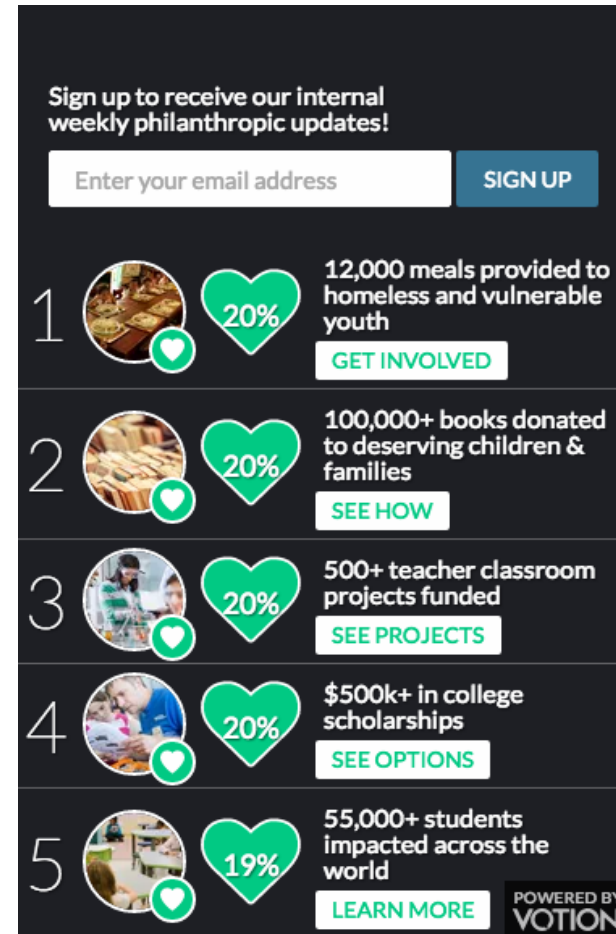 Sign up to receive our internal
weekly philanthropic updates!
Enter your email address
SIGN UP
1
20%
12,000 meals provided to
homeless and vulnerable
youth
GET INVOLVED
2
20%
100,000+ books donated
to deserving children &
families
SEE HOW
3
20%
500+ teacher classroom
projects funded
SEE PROJECTS
4
20%
$500k+ in college
scholarships
SEE OPTIONS
5
19%
55,000+ students
impacted across the
world
LEARN MORE
POWERED BY
VOTION